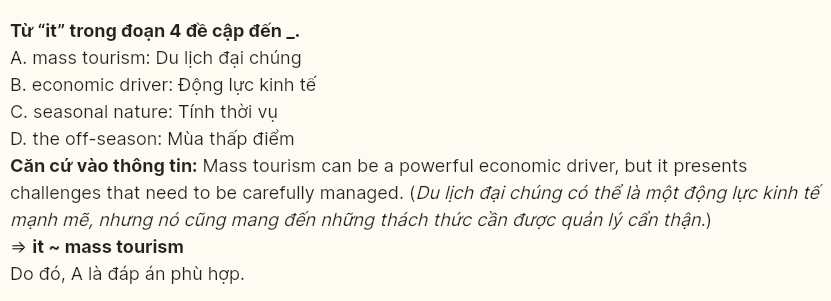 Từ “it” trong đoạn 4 đề cập đến _.
A. mass tourism: Du lịch đại chúng
B. economic driver: Động lực kinh tế
C. seasonal nature: Tính thời vụ
D. the off-season: Mùa thấp điểm
Căn cứ vào thông tin: Mass tourism can be a powerful economic driver, but it presents
challenges that need to be carefully managed. (Du lịch đại chúng có thể là một động lực kinh tế
mạnh mẽ, nhưng nó cũng mang đến những thách thức cần được quản lý cẩn thận.)
⇒ it ~ mass tourism
Do đó, A là đáp án phù hợp.